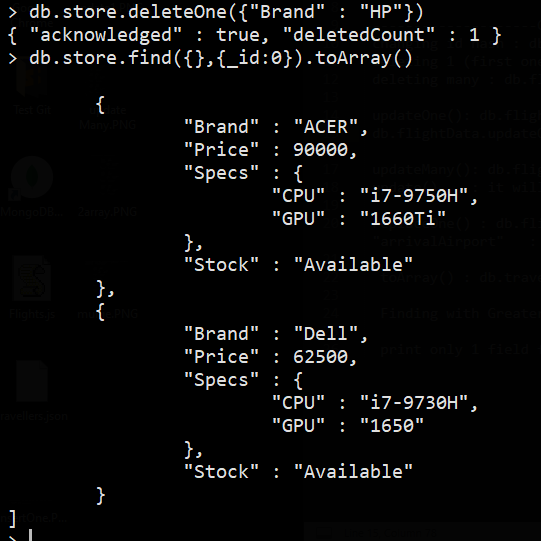 > db.store.deleteOne({"Brand" : "HP"})
{ "acknowledged" : true, "deletedCount" : 1 }
> db.store.find({},{_id:0}).toArray()
{
"Brand" : "ACER",
"Price" : 90000,
"Specs" : {
"CPU" : "i7-9750H",
"GPU" : "1660Ti"
},
"Stock" : "Available"
},
{
"Brand" : "Dell",
"Price" : 62500,
"Specs" : {
"CPU" : "i7-9730H",
"GPU" : "1650"
},
"Stock" : "Available"
}
]
>